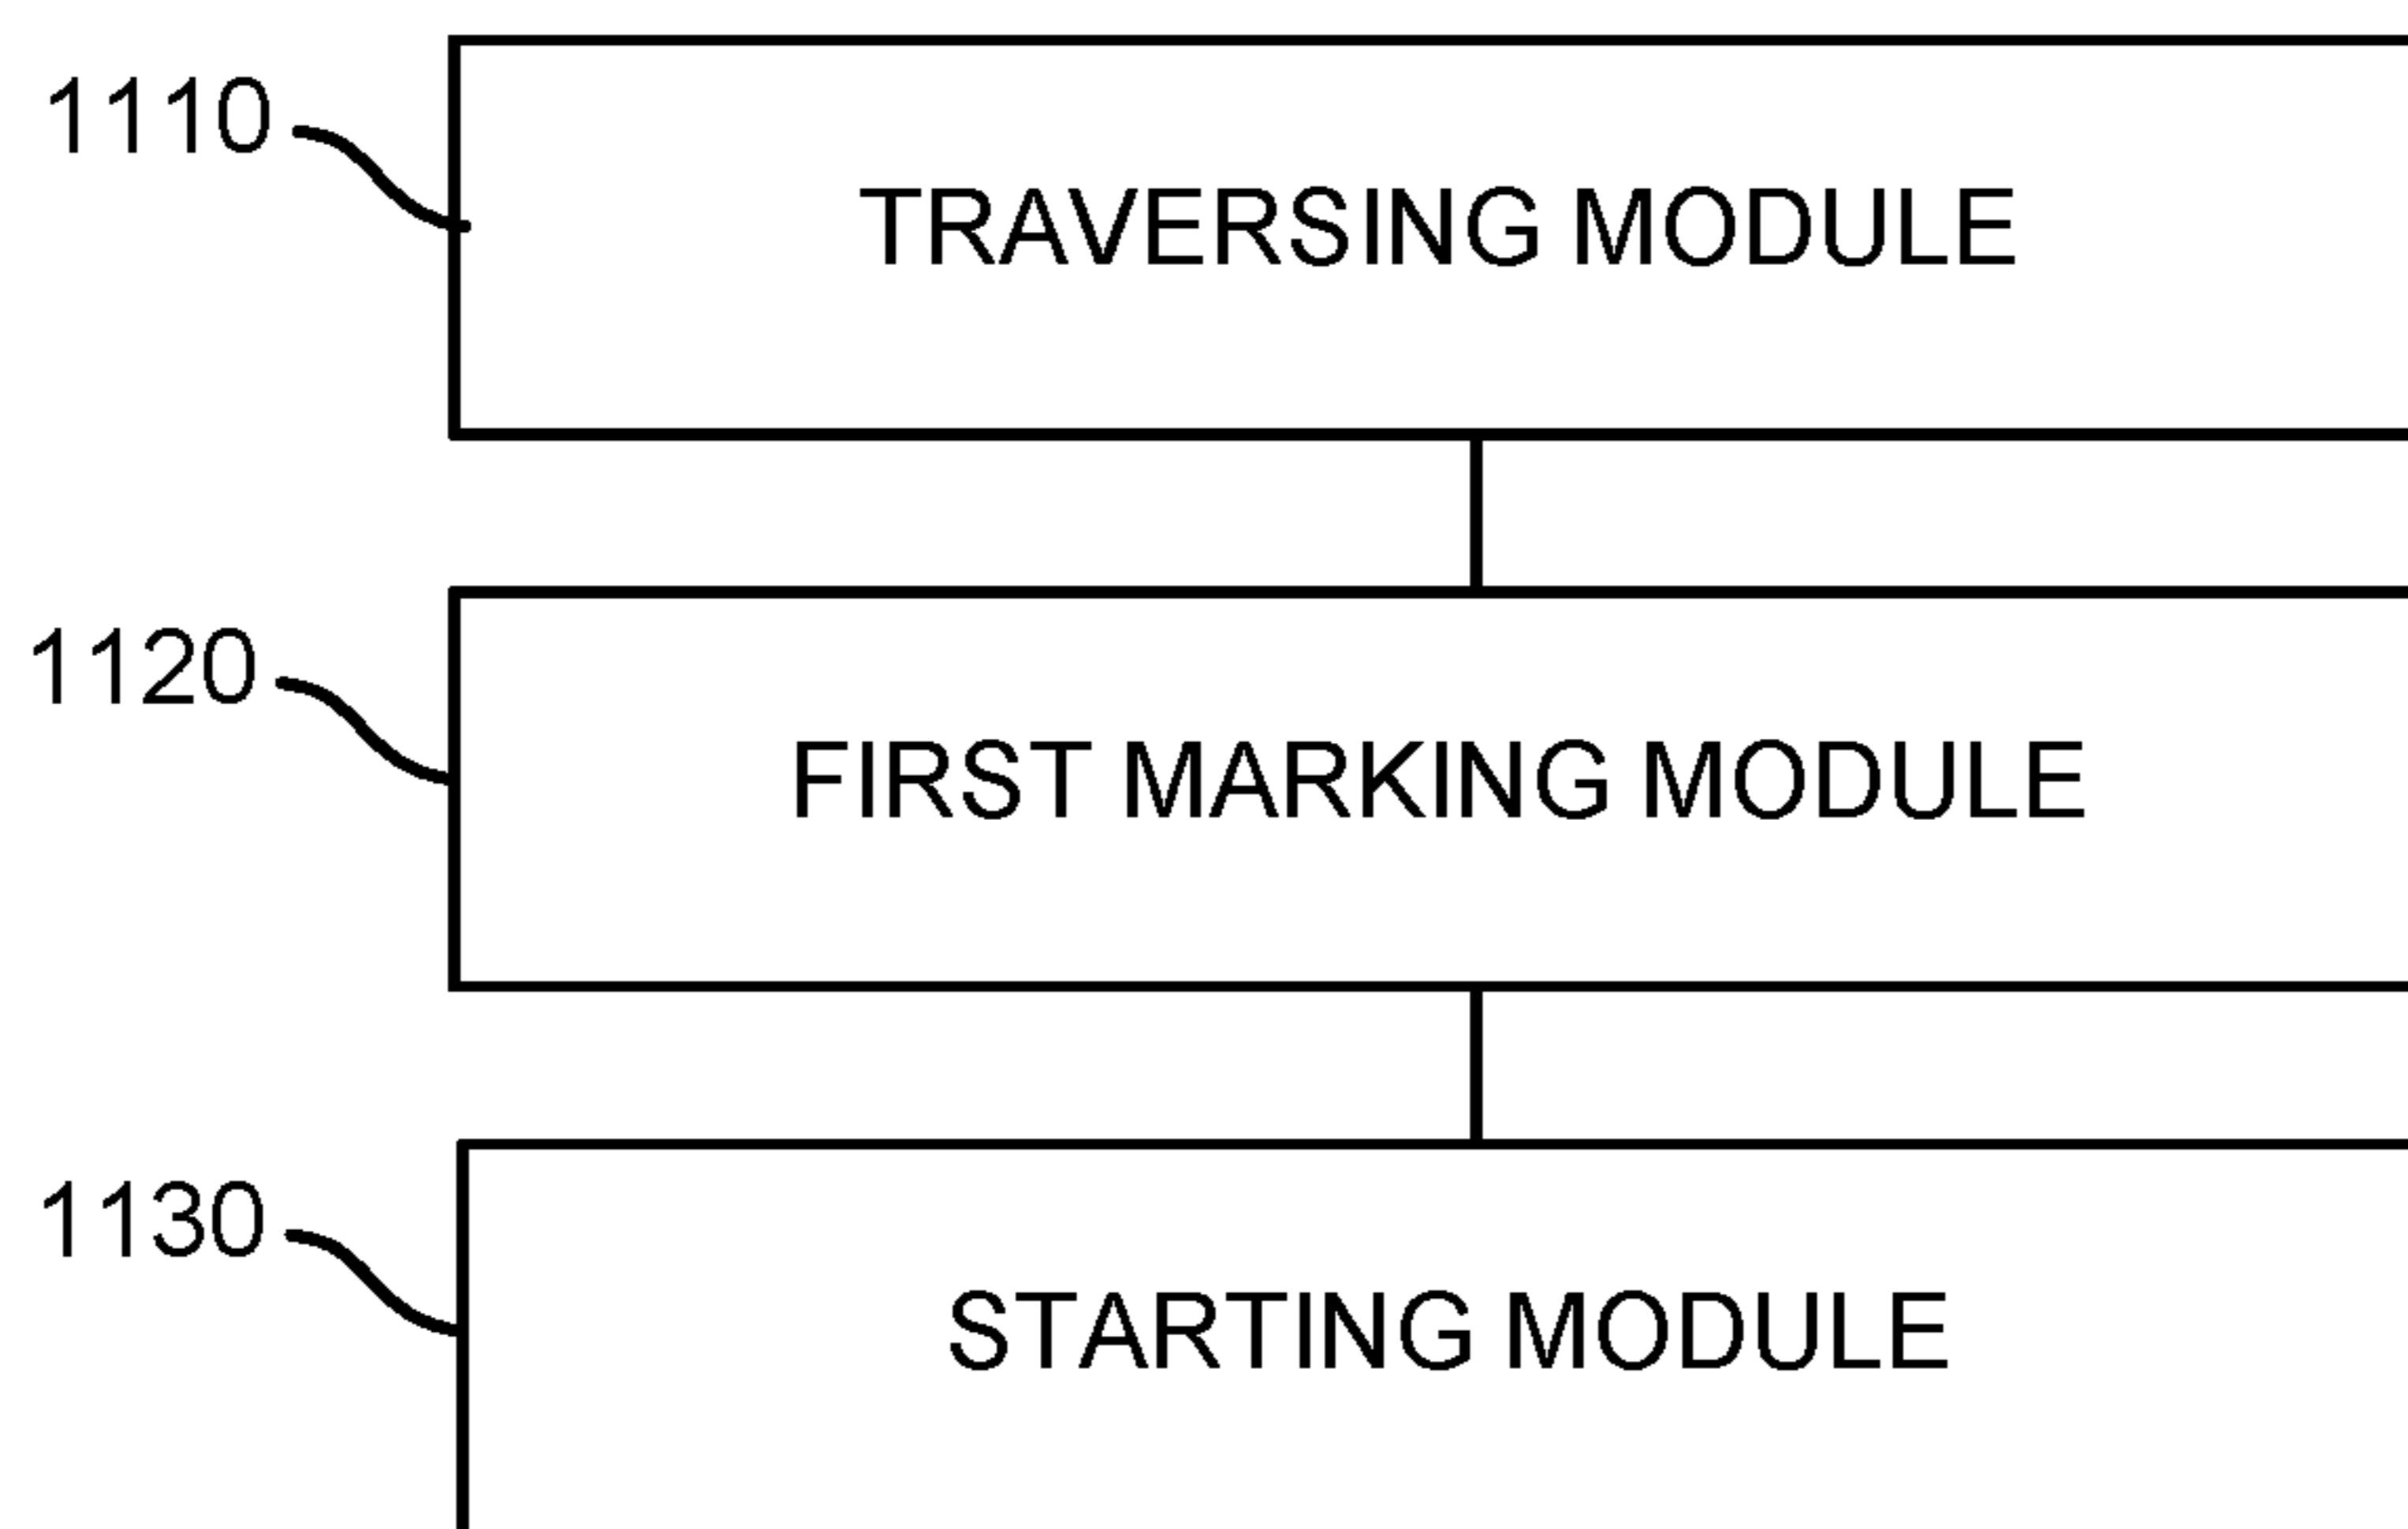 1110
TRAVERSING MODULE
1120
FIRST MARKING MODULE
1130
STARTING MODULE